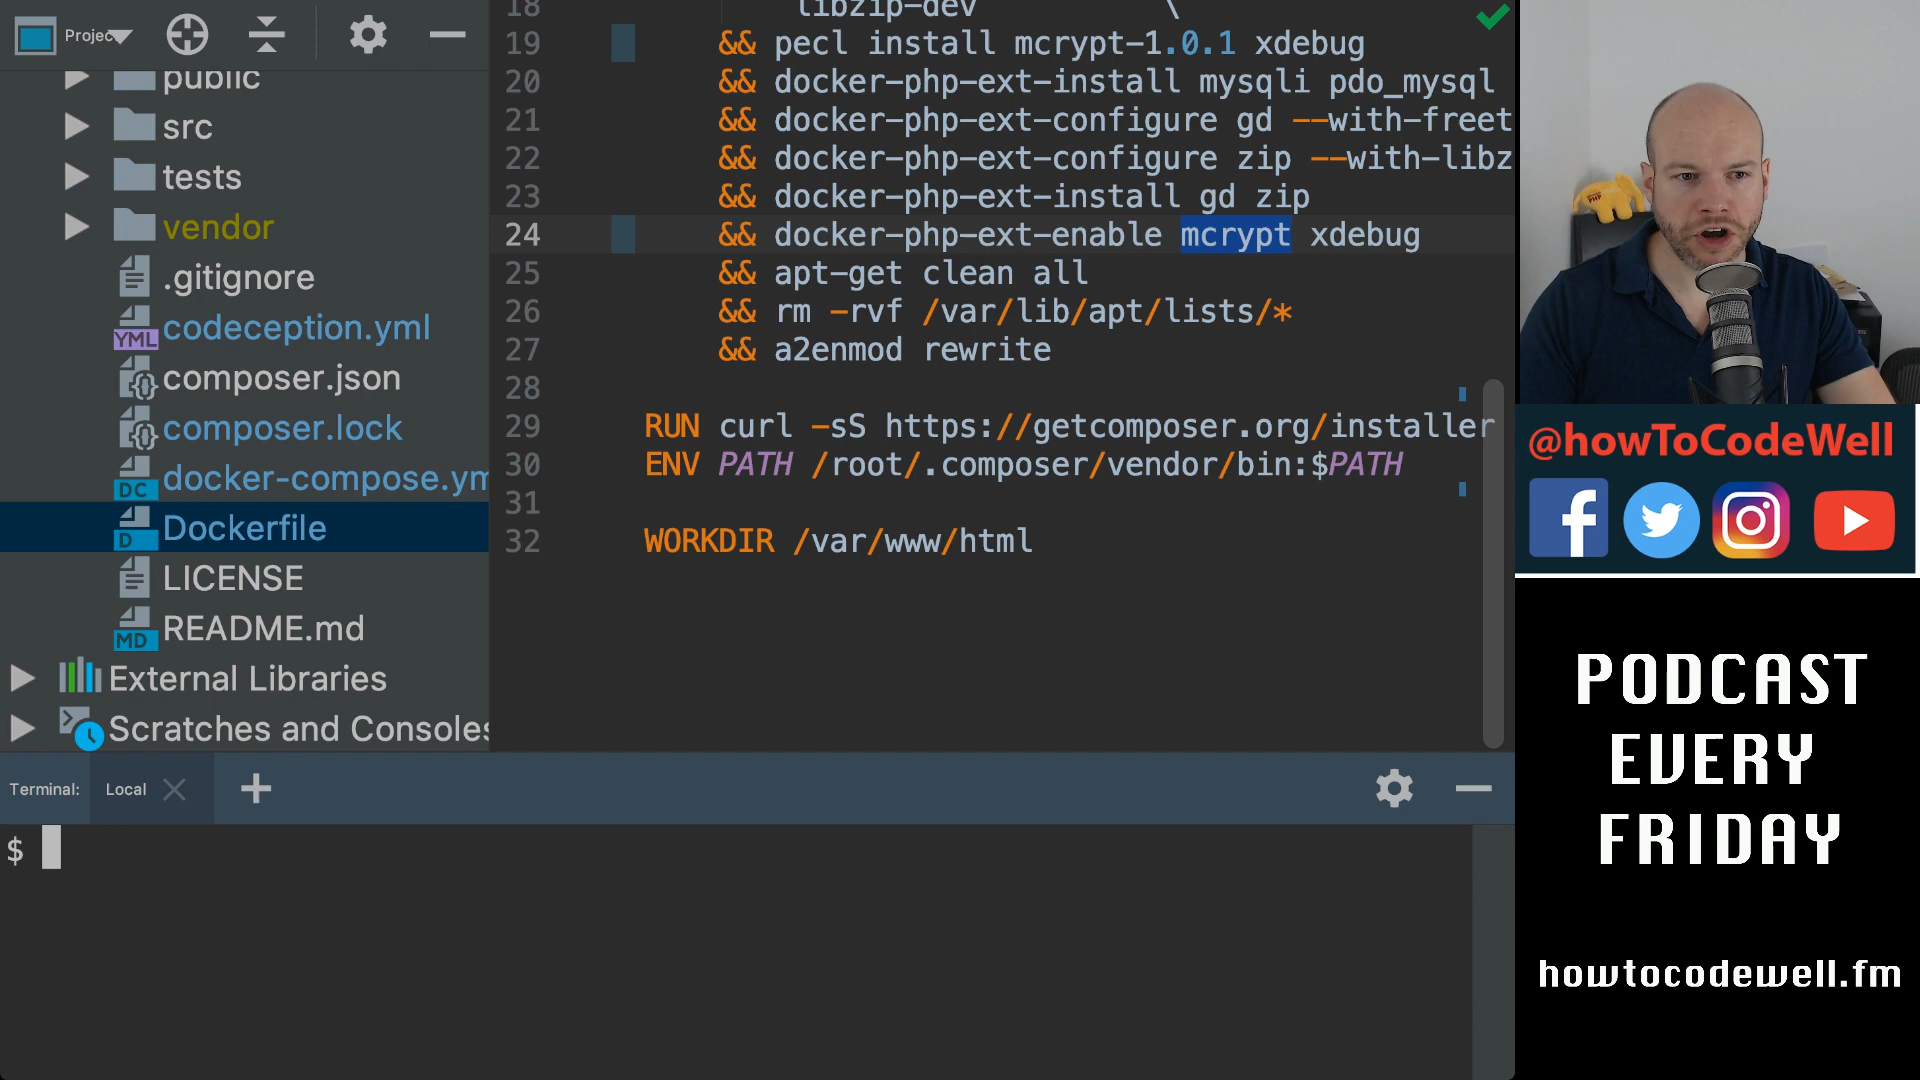 Projec
public
src
tests
vendor
.gitignore
YML codeception.yml
composer.json
composer.lock
DC docker-compose.ym
D Dockerfile
LICENSE
MD README.md
External Libraries
Scratches and Consoles
18 libzip-dev \
19 && pecl install mcrypt-1.0.1 xdebug
20 && docker-php-ext-install mysqli pdo_mysql
21 && docker-php-ext-configure gd --with-freet
22 && docker-php-ext-configure zip --with-libz
23 && docker-php-ext-install gd zip
24 && docker-php-ext-enable mcrypt xdebug
25 && apt-get clean all
26 && rm -rvf /var/lib/apt/lists/*
27 && a2enmod rewrite
28
29 RUN curl -sS https://getcomposer.org/installer
30 ENV PATH /root/.composer/vendor/bin:$PATH
31
32 WORKDIR /var/www/html
Terminal: Local
$
@howToCodeWell
PODCAST
EVERY
FRIDAY
howtocodewell.fm